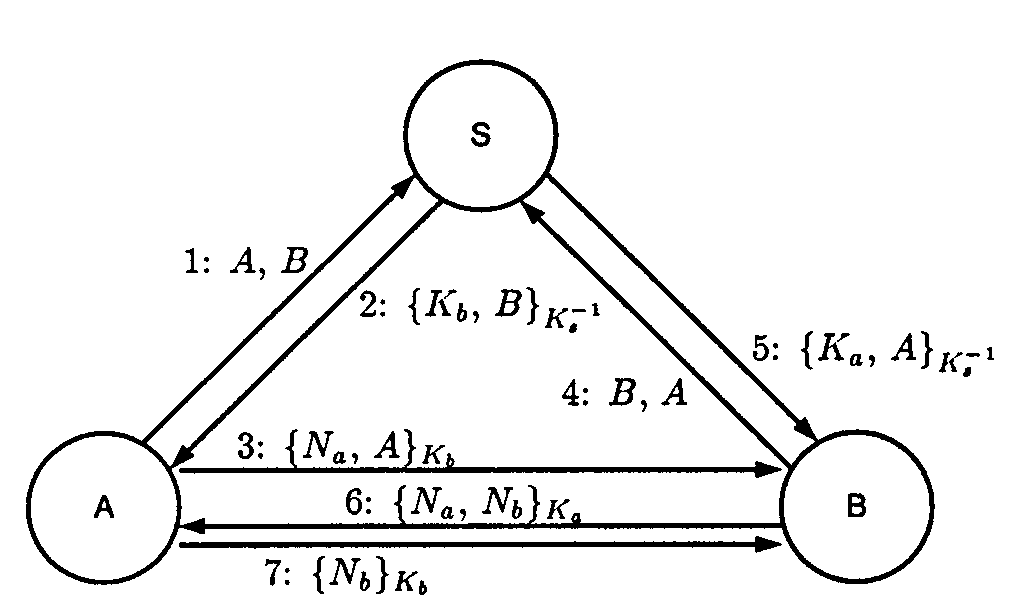 S
1: A, B
2: {K_b, B}_{K_s^{-1}}
5: {K_a, A}_{K_s^{-1}}
4: B, A
3: {N_a, A}_{K_b}
A
6: {N_a, N_b}_{K_a}
B
7: {N_b}_{K_b}